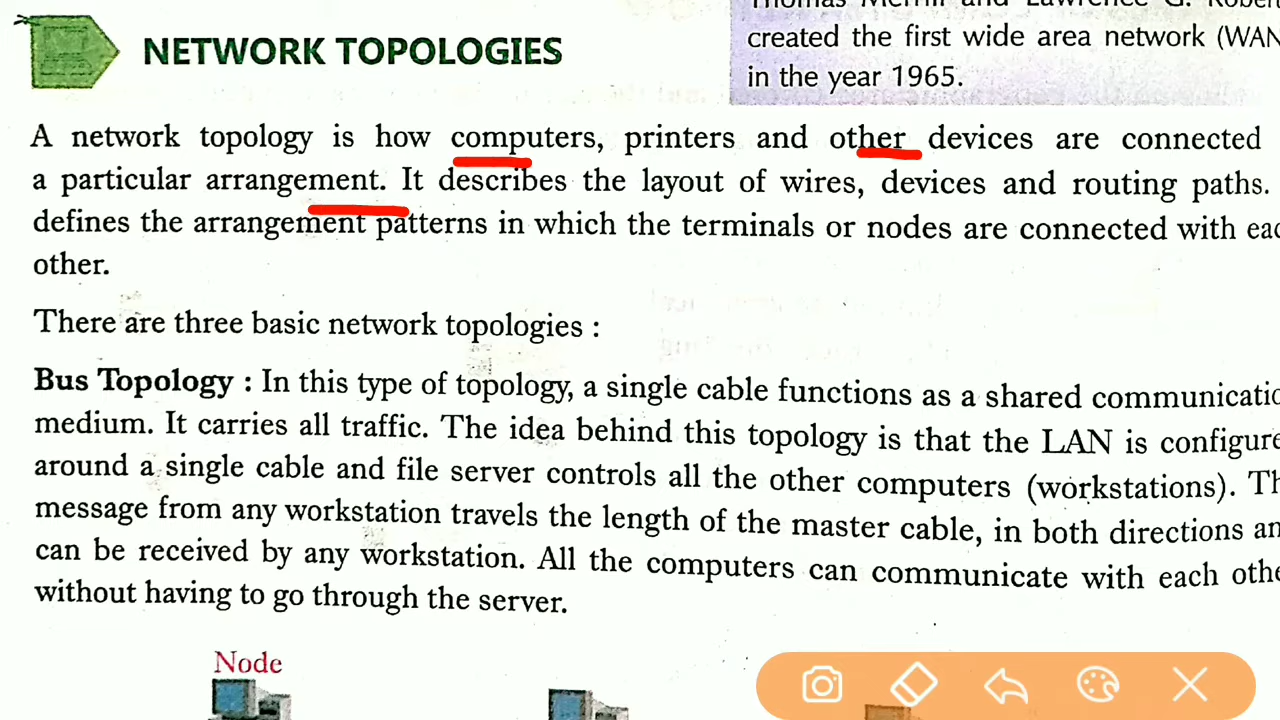 created the first wide area network (WAN
in the year 1965.
NETWORK TOPOLOGIES
A network topology is how computers, printers and other devices are connected
a particular arrangement. It describes the layout of wires, devices and routing paths.
defines the arrangement patterns in which the terminals or nodes are connected with eac
other.
There are three basic network topologies :
Bus Topology : In this type of topology, a single cable functions as a shared communicatio
medium. It carries all traffic. The idea behind this topology is that the LAN is configure
around a single cable and file server controls all the other computers (workstations). Th
message from any workstation travels the length of the master cable, in both directions an
can be received by any workstation. All the computers can communicate with each othe
without having to go through the server.
Node